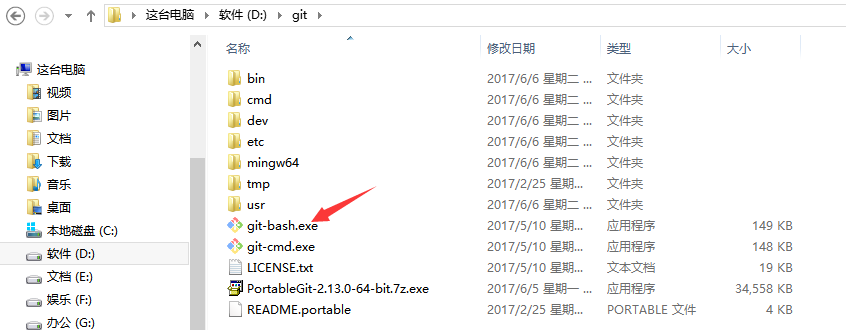 这台电脑 软件 (D:) git
名称 修改日期 类型 大小
这台电脑
视频
图片
文档
下载
音乐
桌面
本地磁盘 (C:)
软件 (D:)
文档 (E:)
娱乐 (F:)
办公 (G:)
bin 2017/6/6 星期二 ... 文件夹
cmd 2017/6/6 星期二 ... 文件夹
dev 2017/6/6 星期二 ... 文件夹
etc 2017/6/6 星期二 ... 文件夹
mingw64 2017/6/6 星期二 ... 文件夹
tmp 2017/2/25 星期... 文件夹
usr 2017/6/6 星期二 ... 文件夹
git-bash.exe 2017/5/10 星期... 应用程序 149 KB
git-cmd.exe 2017/5/10 星期... 应用程序 148 KB
LICENSE.txt 2017/5/10 星期... 文本文档 19 KB
PortableGit-2.13.0-64-bit.7z.exe 2017/6/5 星期一 ... 应用程序 34,558 KB
README.portable 2017/2/25 星期... PORTABLE 文件 4 KB